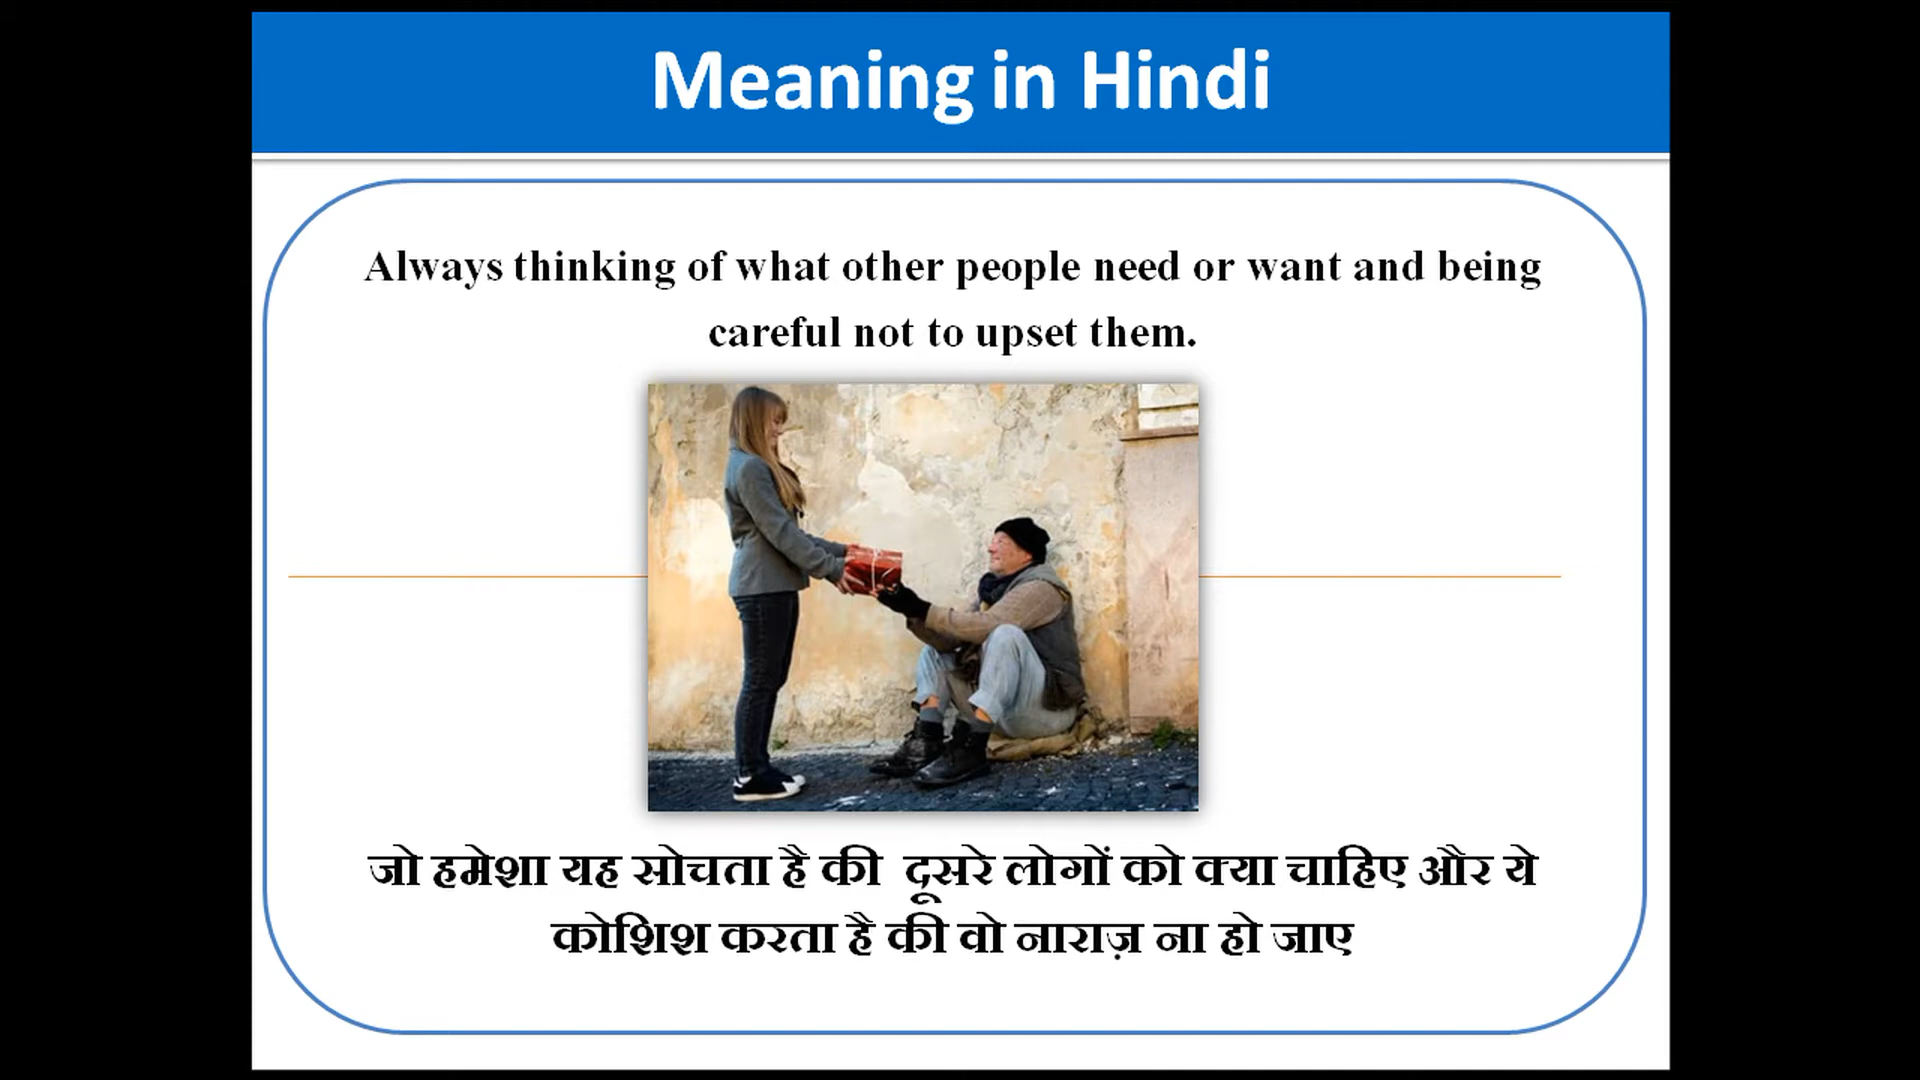 Meaning in Hindi
Always thinking of what other people need or want and being
careful not to upset them.
जो हमेशा यह सोचता है की दूसरे लोगों को क्या चाहिए और ये
कोशिश करता है की वो नाराज़ ना हो जाए